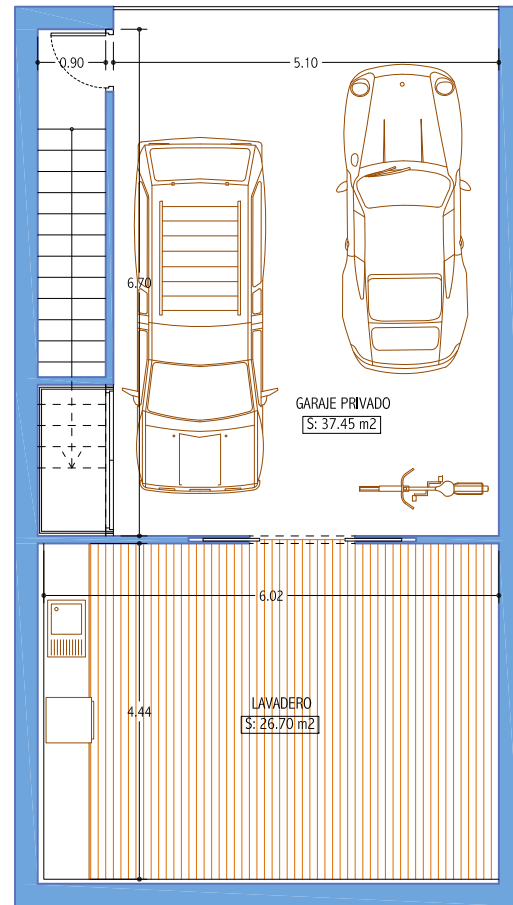 0.90
5.10
6.70
GARAJE PRIVADO
S: 37.45 m2
6.02
4.44
LAVADERO
S: 26.70 m2